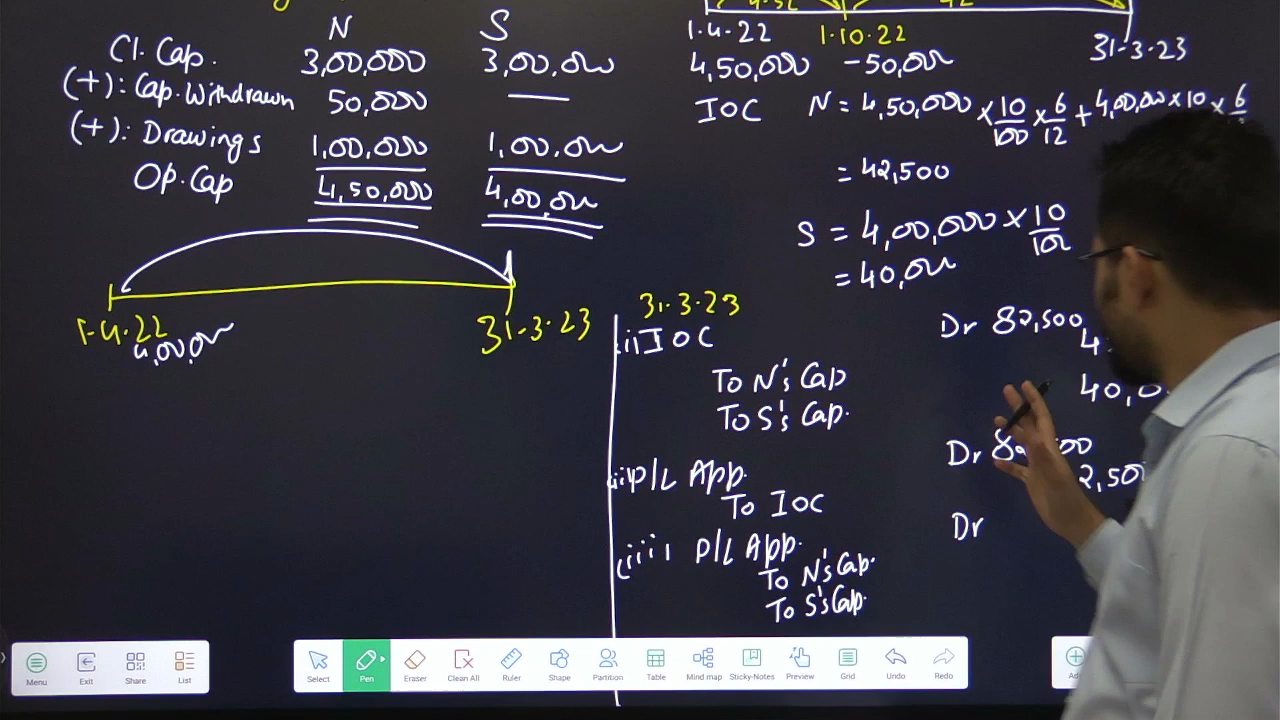 N S
Cl. Cap. 3,00,000 3,00,000
(+): Cap. Withdrawn 50,000 —
(+): Drawings 1,00,000 1,00,000
Op. Cap 4,50,000 4,00,000
1-4-22 31-3-23
4,00,000
1-4-22 1-10-22 31-3-23
4,50,000 -50,000
IOC N = 4,50,000 × 10/100 × 6/12 + 4,00,000 × 10 × 6
= 42,500
S = 4,00,000 × 10/100
= 40,000
31-3-23
IOC Dr 82,500
To N's Cap
To S's Cap. 40,0
P/L App. Dr
To IOC 2,50
(iii) P/L App. Dr
To N's Cap.
To S's Cap.
Menu Exit Share List
Select Pen Eraser Clean All Ruler Shape Partition Table Mind map Sticky-Notes Preview Grid Undo Redo